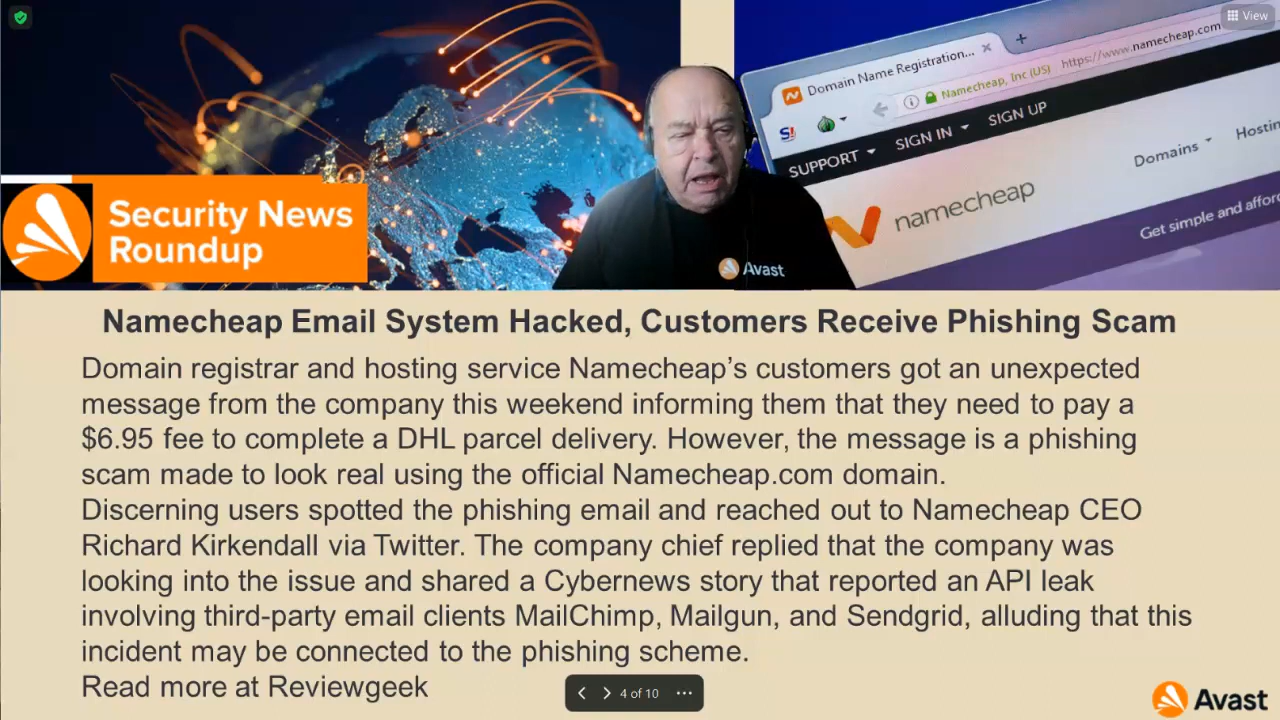 View
Domain Name Registration...
Namecheap, Inc (US)
https://www.namecheap.com
S!
SUPPORT
SIGN IN
SIGN UP
Domains
Hostin
namecheap
Get simple and affor
Security News
Roundup
Avast
Namecheap Email System Hacked, Customers Receive Phishing Scam
Domain registrar and hosting service Namecheap’s customers got an unexpected
message from the company this weekend informing them that they need to pay a
$6.95 fee to complete a DHL parcel delivery. However, the message is a phishing
scam made to look real using the official Namecheap.com domain.
Discerning users spotted the phishing email and reached out to Namecheap CEO
Richard Kirkendall via Twitter. The company chief replied that the company was
looking into the issue and shared a Cybernews story that reported an API leak
involving third-party email clients MailChimp, Mailgun, and Sendgrid, alluding that this
incident may be connected to the phishing scheme.
Read more at Reviewgeek
4 of 10
Avast